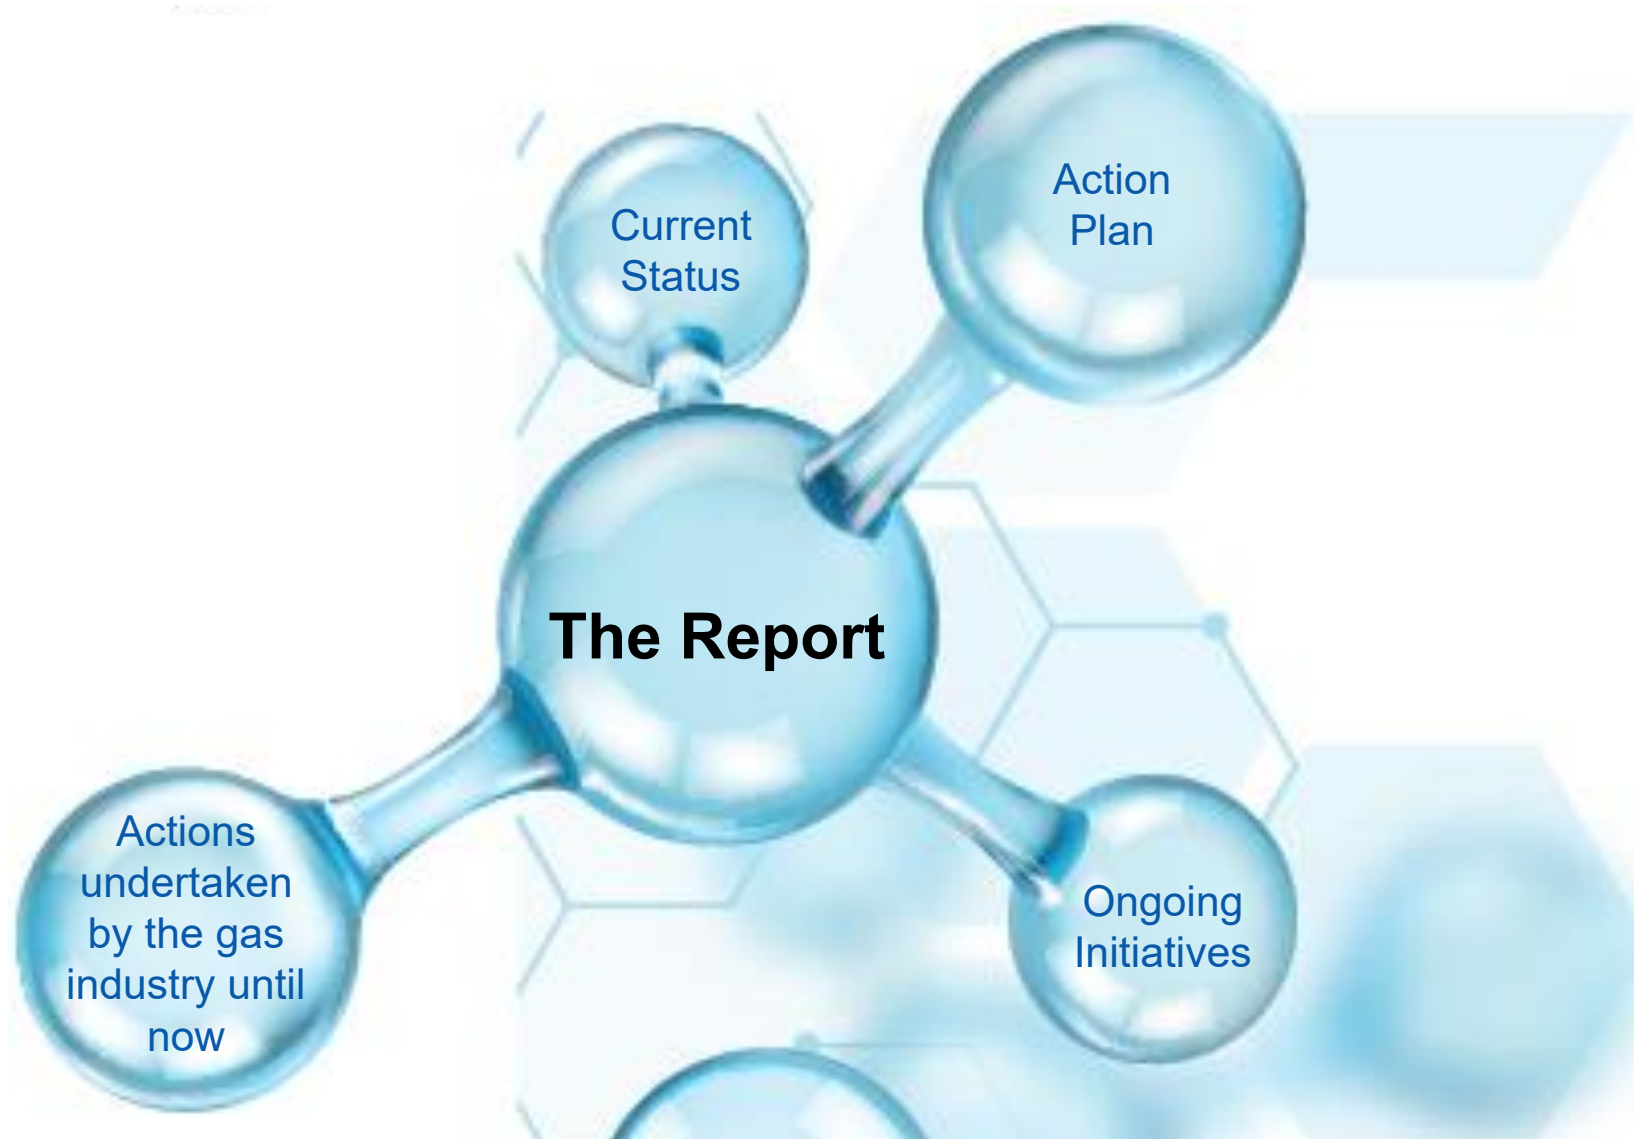 Current
Status
Action
Plan
The Report
Actions
undertaken
by the gas
industry until
now
Ongoing
Initiatives